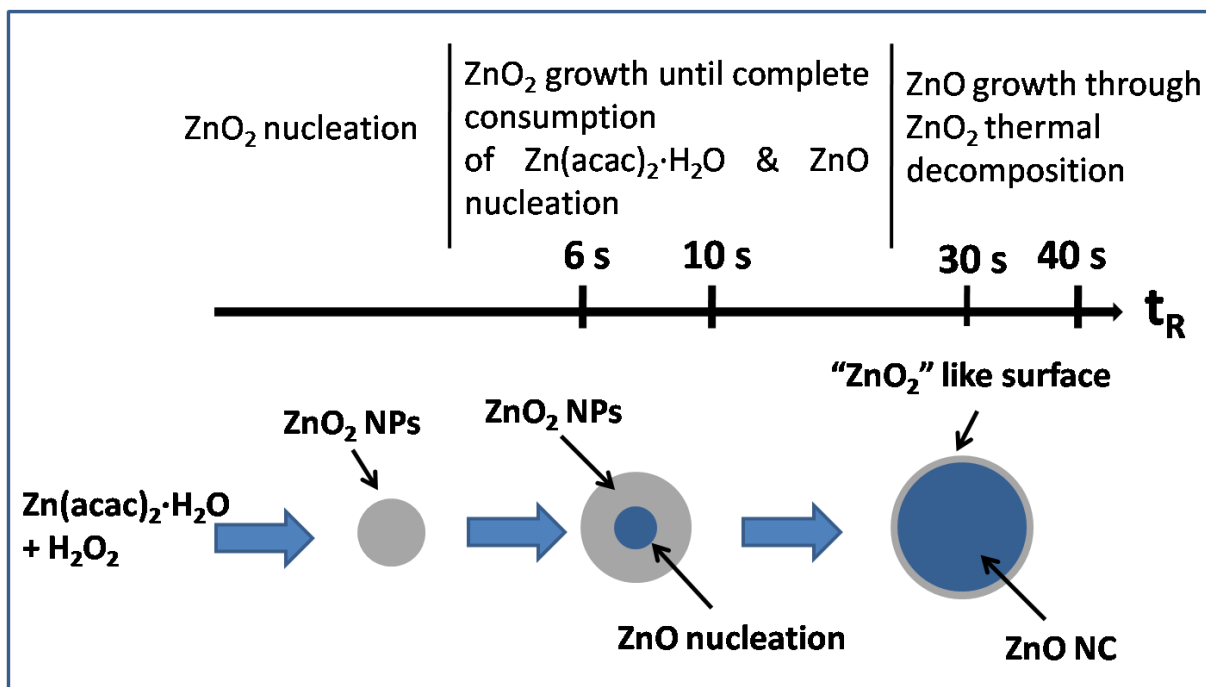 ZnO₂ nucleation
ZnO₂ growth until complete
consumption
of Zn(acac)₂·H₂O & ZnO
nucleation
ZnO growth through
ZnO₂ thermal
decomposition
6 s
10 s
30 s
40 s
tR
"ZnO₂" like surface
ZnO₂ NPs
ZnO₂ NPs
Zn(acac)₂·H₂O
+ H₂O₂
ZnO nucleation
ZnO NC